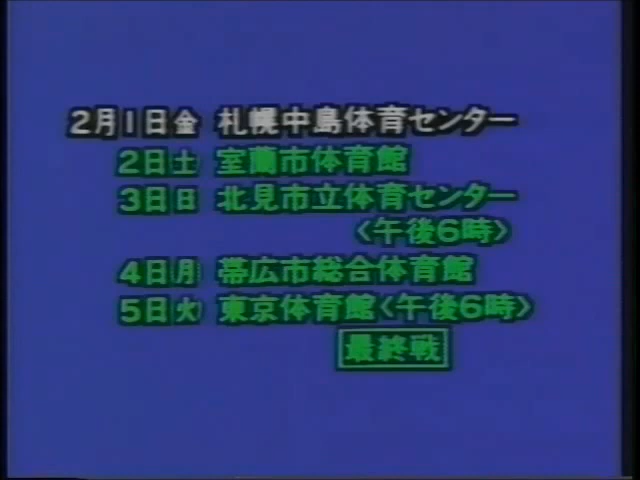 2月1日金 札幌中島体育センター
2日土 室蘭市体育館
3日日 北見市立体育センター
〈午後6時〉
4日月 帯広市総合体育館
5日火 東京体育館〈午後6時〉
最終戦